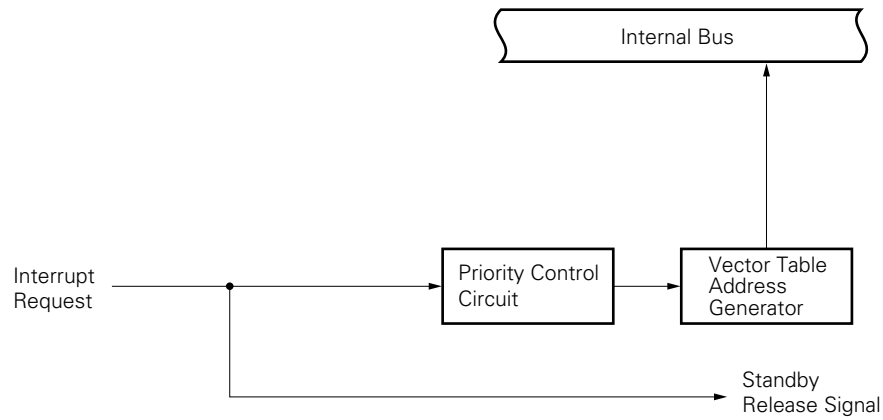 Internal Bus
Interrupt
Request
Priority Control
Circuit
Vector Table
Address
Generator
Standby
Release Signal